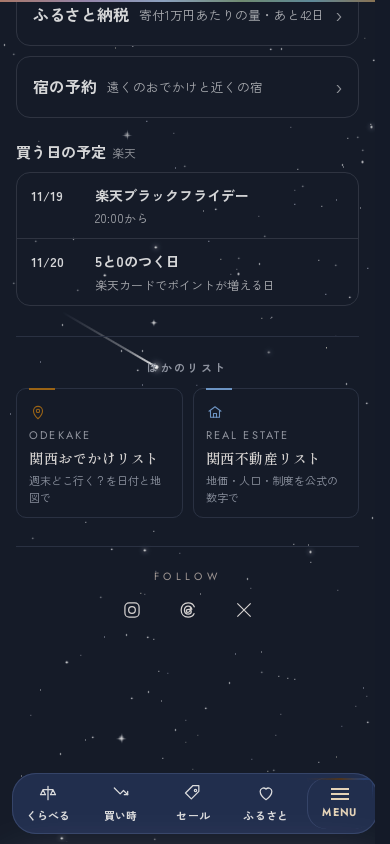 ふるさと納税 寄付1万円あたりの量・あと42日
宿の予約 遠くのおでかけと近くの宿
買う日の予定 楽天
11/19 楽天ブラックフライデー
20:00から
11/20 5と0のつく日
楽天カードでポイントが増える日
ほかのリスト
ODEKAKE
関西おでかけリスト
週末どこ行く？を日付と地
図で
REAL ESTATE
関西不動産リスト
地価・人口・制度を公式の
数字で
FOLLOW
くらべる 買い時 セール ふるさと MENU